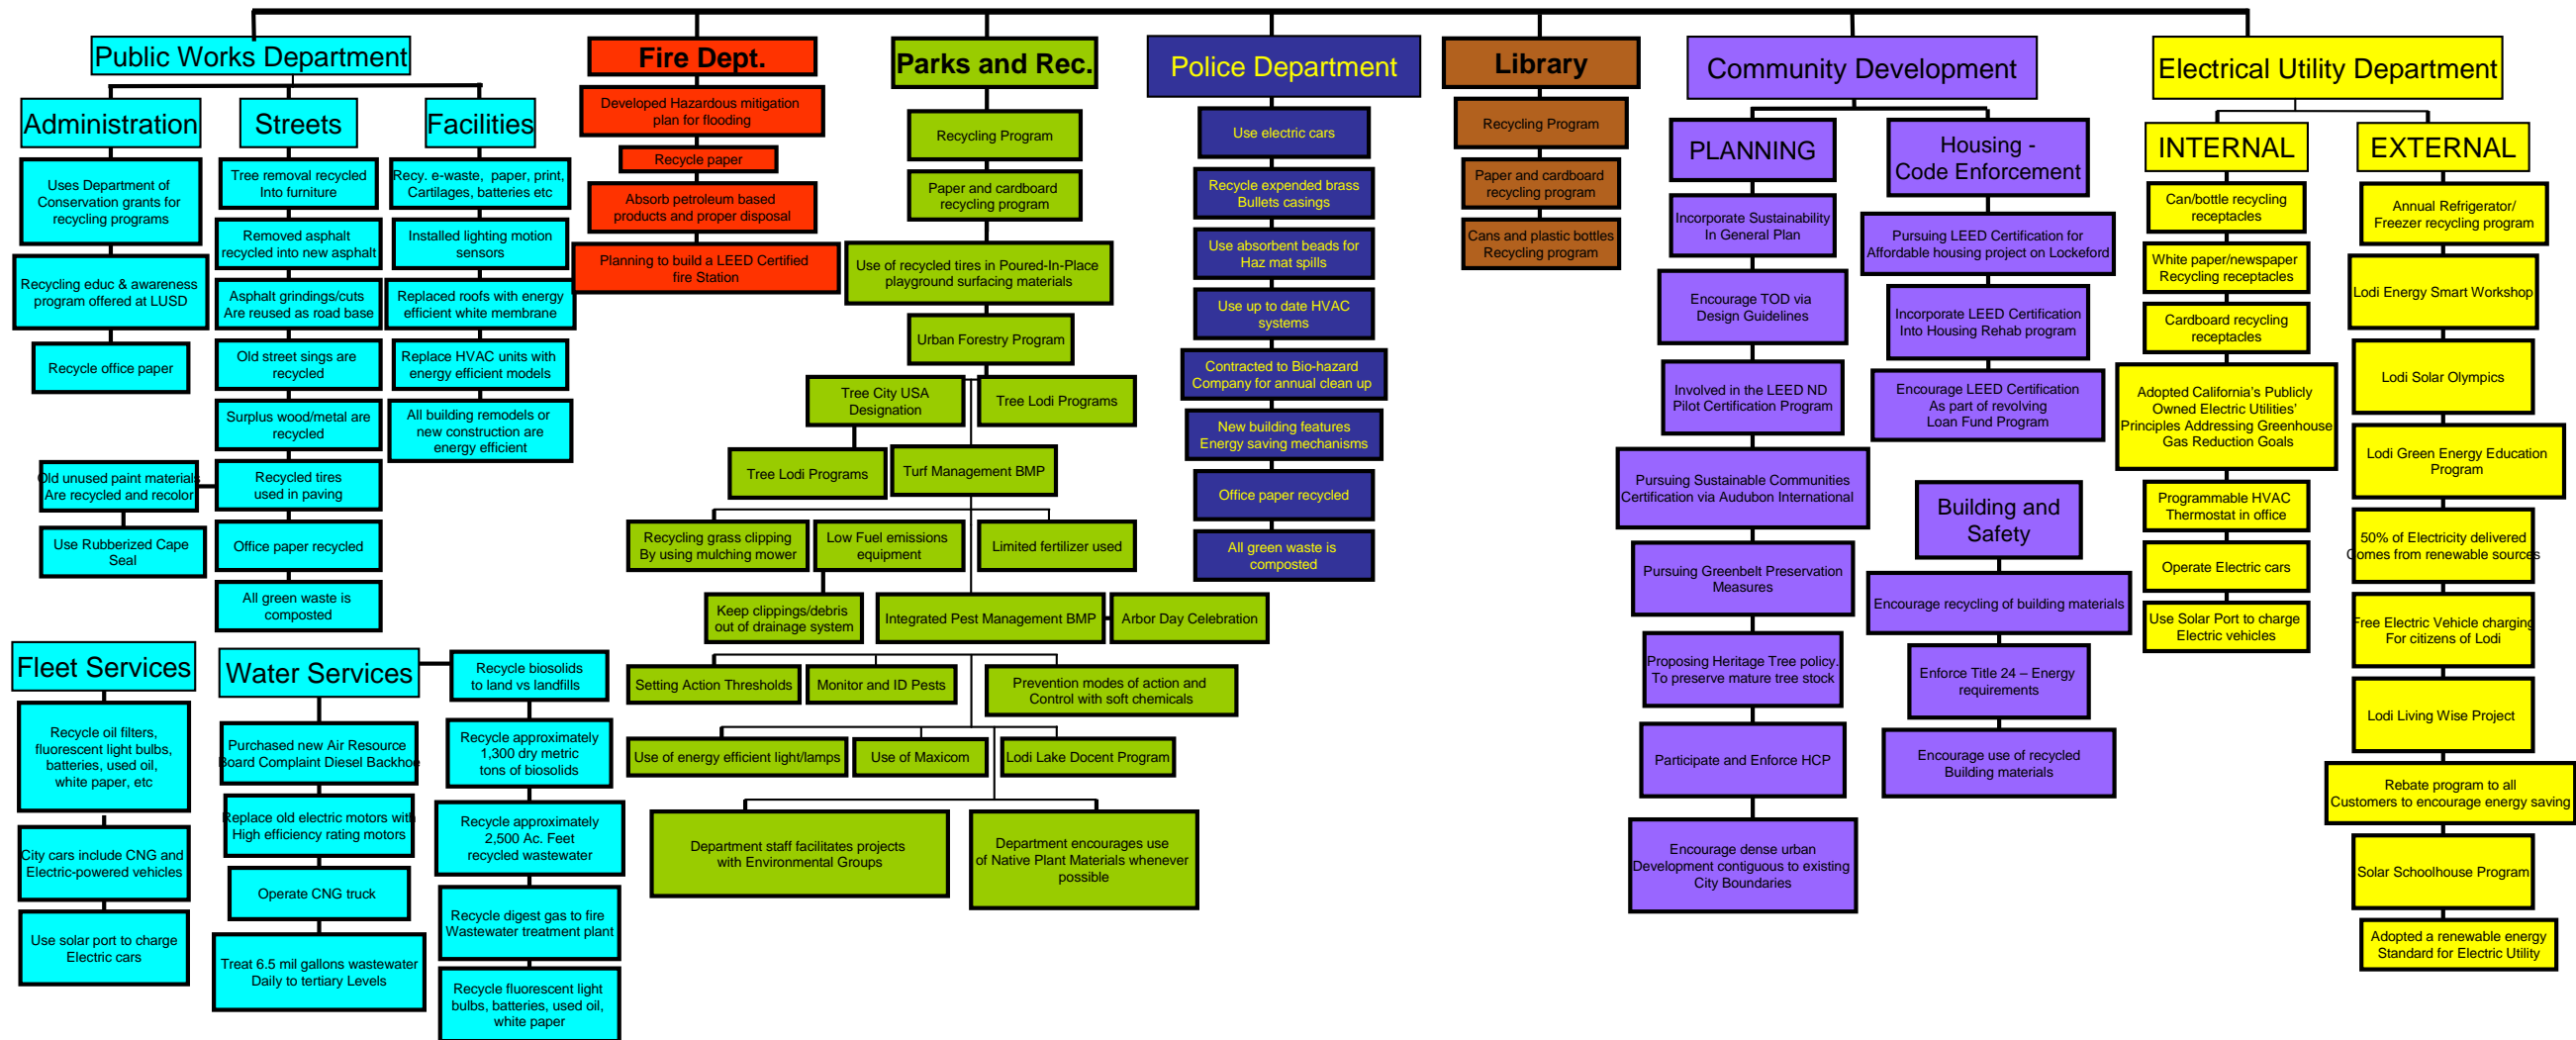 Public Works Department
Administration
Uses Department of
Conservation grants for
recycling programs
Recycling educ & awareness
program offered at LUSD
Recycle office paper
Streets
Tree removal recycled
Into furniture
Removed asphalt
recycled into new asphalt
Asphalt grindings/cuts
Are reused as road base
Old street sings are
recycled
Surplus wood/metal are
recycled
Recycled tires
used in paving
Old unused paint materials
Are recycled and recolor
Use Rubberized Cape
Seal
Office paper recycled
All green waste is
composted
Facilities
Recy. e-waste, paper, print,
Cartilages, batteries etc
Installed lighting motion
sensors
Replaced roofs with energy
efficient white membrane
Replace HVAC units with
energy efficient models
All building remodels or
new construction are
energy efficient
Fleet Services
Recycle oil filters,
fluorescent light bulbs,
batteries, used oil,
white paper, etc
City cars include CNG and
Electric-powered vehicles
Use solar port to charge
Electric cars
Water Services
Purchased new Air Resource
Board Complaint Diesel Backhoe
Replace old electric motors with
High efficiency rating motors
Operate CNG truck
Treat 6.5 mil gallons wastewater
Daily to tertiary Levels
Recycle biosolids
to land vs landfills
Recycle approximately
1,300 dry metric
tons of biosolids
Recycle approximately
2,500 Ac. Feet
recycled wastewater
Recycle digest gas to fire
Wastewater treatment plant
Recycle fluorescent light
bulbs, batteries, used oil,
white paper
Fire Dept.
Developed Hazardous mitigation
plan for flooding
Recycle paper
Absorb petroleum based
products and proper disposal
Planning to build a LEED Certified
fire Station
Parks and Rec.
Recycling Program
Paper and cardboard
recycling program
Use of recycled tires in Poured-In-Place
playground surfacing materials
Urban Forestry Program
Tree City USA
Designation
Tree Lodi Programs
Tree Lodi Programs
Turf Management BMP
Recycling grass clipping
By using mulching mower
Low Fuel emissions
equipment
Limited fertilizer used
Keep clippings/debris
out of drainage system
Integrated Pest Management BMP
Arbor Day Celebration
Setting Action Thresholds
Monitor and ID Pests
Prevention modes of action and
Control with soft chemicals
Use of energy efficient light/lamps
Use of Maxicom
Lodi Lake Docent Program
Department staff facilitates projects
with Environmental Groups
Department encourages use
of Native Plant Materials whenever
possible
Police Department
Use electric cars
Recycle expended brass
Bullets casings
Use absorbent beads for
Haz mat spills
Use up to date HVAC
systems
Contracted to Bio-hazard
Company for annual clean up
New building features
Energy saving mechanisms
Office paper recycled
All green waste is
composted
Library
Recycling Program
Paper and cardboard
recycling program
Cans and plastic bottles
Recycling program
Community Development
PLANNING
Incorporate Sustainability
In General Plan
Encourage TOD via
Design Guidelines
Involved in the LEED ND
Pilot Certification Program
Pursuing Sustainable Communities
Certification via Audubon International
Pursuing Greenbelt Preservation
Measures
Proposing Heritage Tree policy.
To preserve mature tree stock
Participate and Enforce HCP
Encourage dense urban
Development contiguous to existing
City Boundaries
Housing -
Code Enforcement
Pursuing LEED Certification for
Affordable housing project on Lockeford
Incorporate LEED Certification
Into Housing Rehab program
Encourage LEED Certification
As part of revolving
Loan Fund Program
Building and
Safety
Encourage recycling of building materials
Enforce Title 24 – Energy
requirements
Encourage use of recycled
Building materials
Electrical Utility Department
INTERNAL
Can/bottle recycling
receptacles
White paper/newspaper
Recycling receptacles
Cardboard recycling
receptacles
Adopted California's Publicly
Owned Electric Utilities'
Principles Addressing Greenhouse
Gas Reduction Goals
Programmable HVAC
Thermostat in office
Operate Electric cars
Use Solar Port to charge
Electric vehicles
EXTERNAL
Annual Refrigerator/
Freezer recycling program
Lodi Energy Smart Workshop
Lodi Solar Olympics
Lodi Green Energy Education
Program
50% of Electricity delivered
Comes from renewable sources
Free Electric Vehicle charging
For citizens of Lodi
Lodi Living Wise Project
Rebate program to all
Customers to encourage energy saving
Solar Schoolhouse Program
Adopted a renewable energy
Standard for Electric Utility